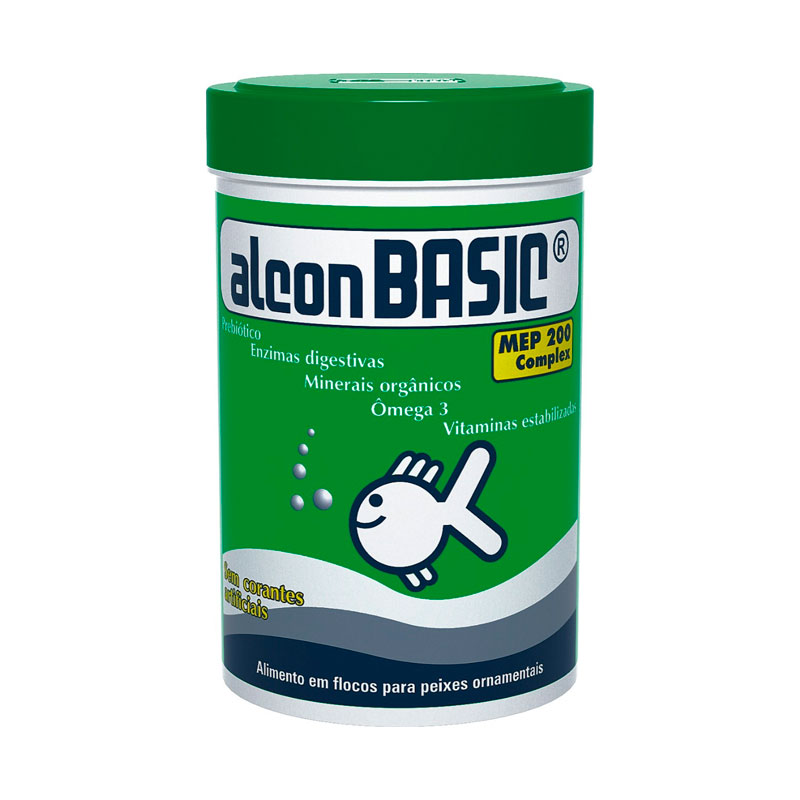 alcon BASIC®
MEP 200
Complex
Prebiótico
Enzimas digestivas
Minerais orgânicos
Ômega 3
Vitaminas estabilizadas
Sem corantes
artificiais
Alimento em flocos para peixes ornamentais